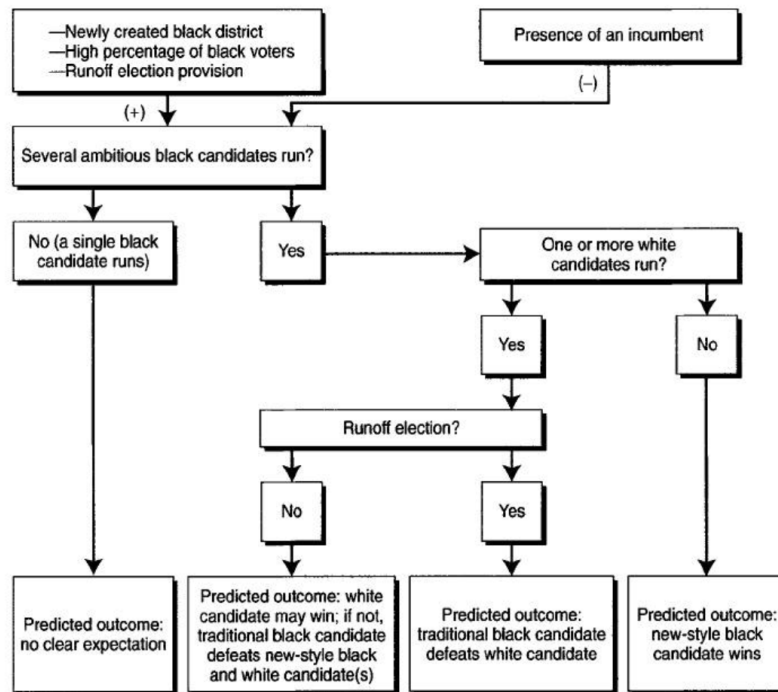 —Newly created black district
—High percentage of black voters
—Runoff election provision
Presence of an incumbent
(+)
(–)
Several ambitious black candidates run?
No (a single black
candidate runs)
Yes
One or more white
candidates run?
Yes
No
Runoff election?
No
Yes
Predicted outcome:
no clear expectation
Predicted outcome: white
candidate may win; if not,
traditional black candidate
defeats new-style black
and white candidate(s)
Predicted outcome:
traditional black candidate
defeats white candidate
Predicted outcome:
new-style black
candidate wins